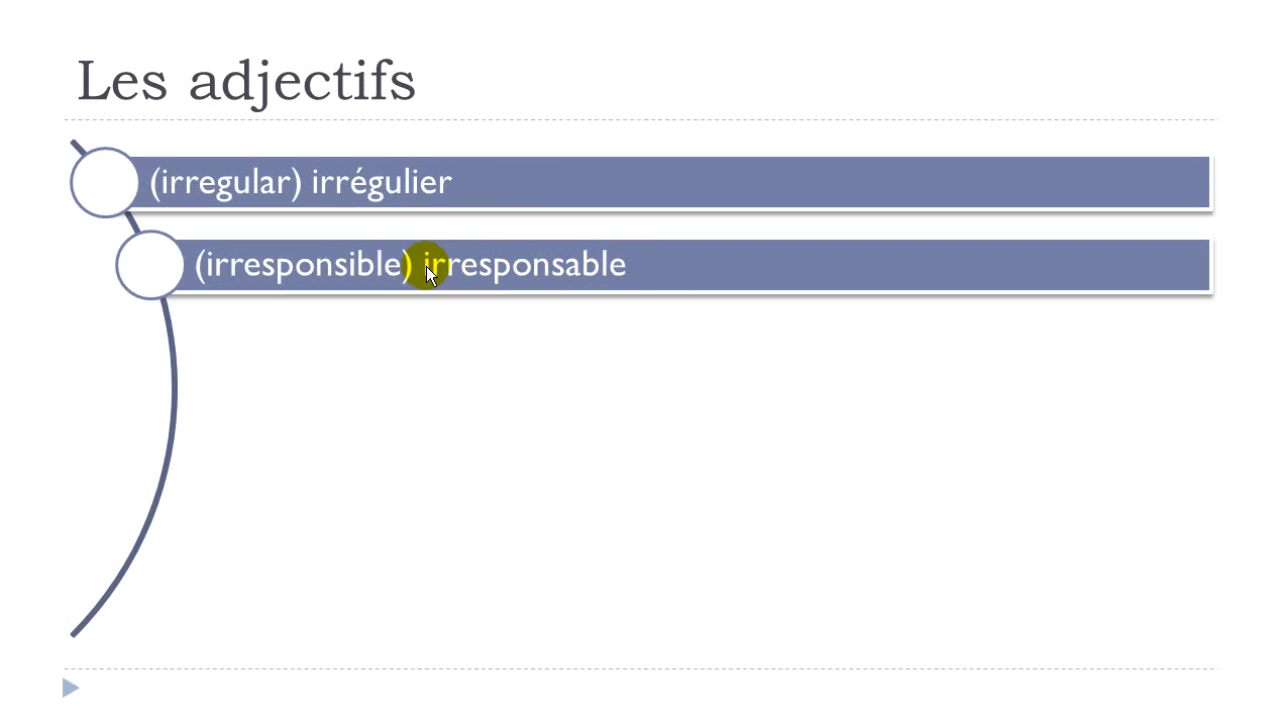 Les adjectifs
(irregular) irrégulier
(irresponsible) irresponsable